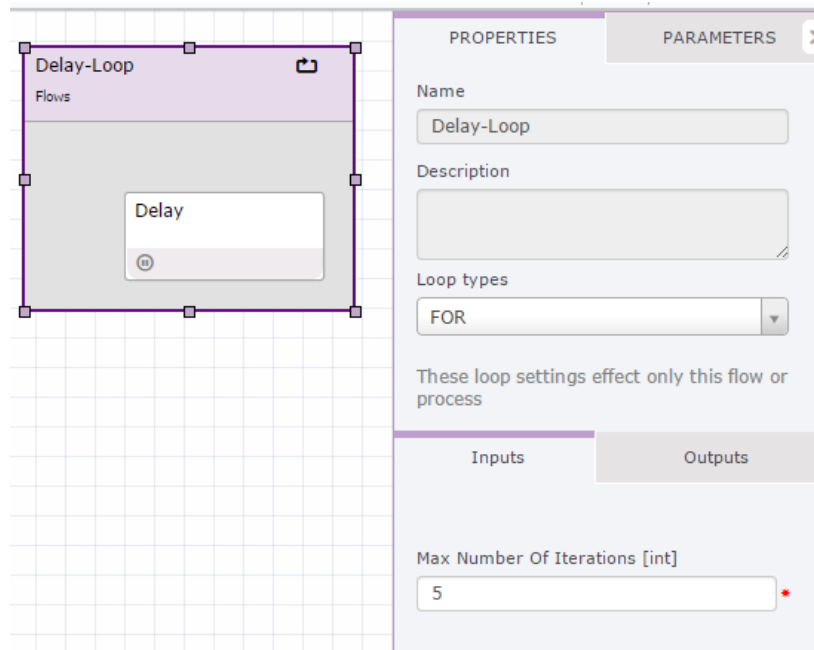 Delay-Loop
Flows
Delay
PROPERTIES
PARAMETERS
Name
Delay-Loop
Description
Loop types
FOR
These loop settings effect only this flow or
process
Inputs
Outputs
Max Number Of Iterations [int]
5
*